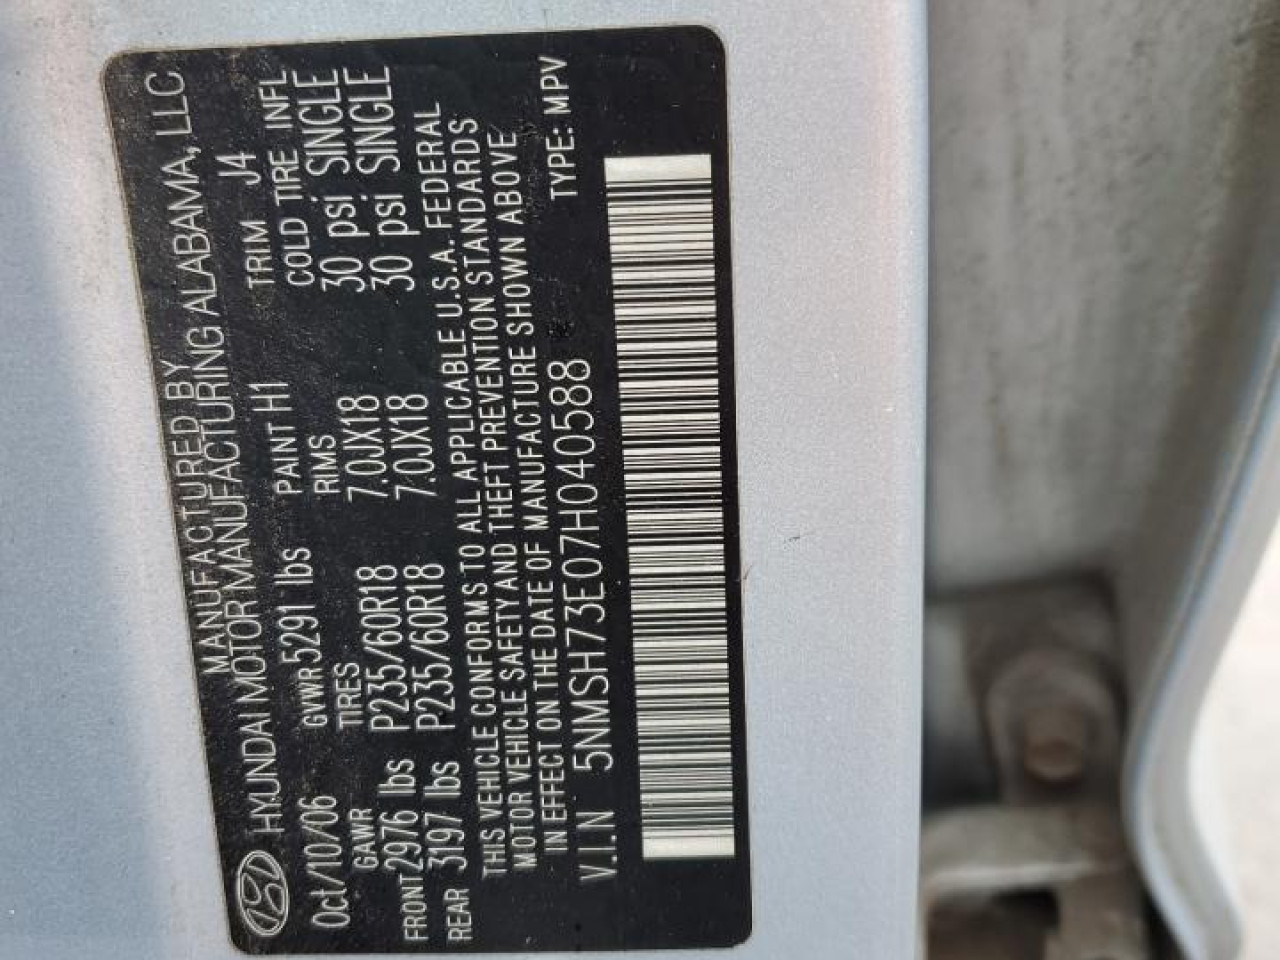 MANUFACTURED BY
HYUNDAI MOTOR MANUFACTURING ALABAMA, LLC
Oct/10/06 GVWR 5291 lbs PAINT H1 TRIM J4
GAWR TIRES RIMS COLD TIRE INFL
FRONT 2976 lbs P235/60R18 7.0JX18 30 psi SINGLE
REAR 3197 lbs P235/60R18 7.0JX18 30 psi SINGLE
THIS VEHICLE CONFORMS TO ALL APPLICABLE U.S.A. FEDERAL
MOTOR VEHICLE SAFETY AND THEFT PREVENTION STANDARDS
IN EFFECT ON THE DATE OF MANUFACTURE SHOWN ABOVE
V.I.N 5NMSH73E07H040588 TYPE: MPV